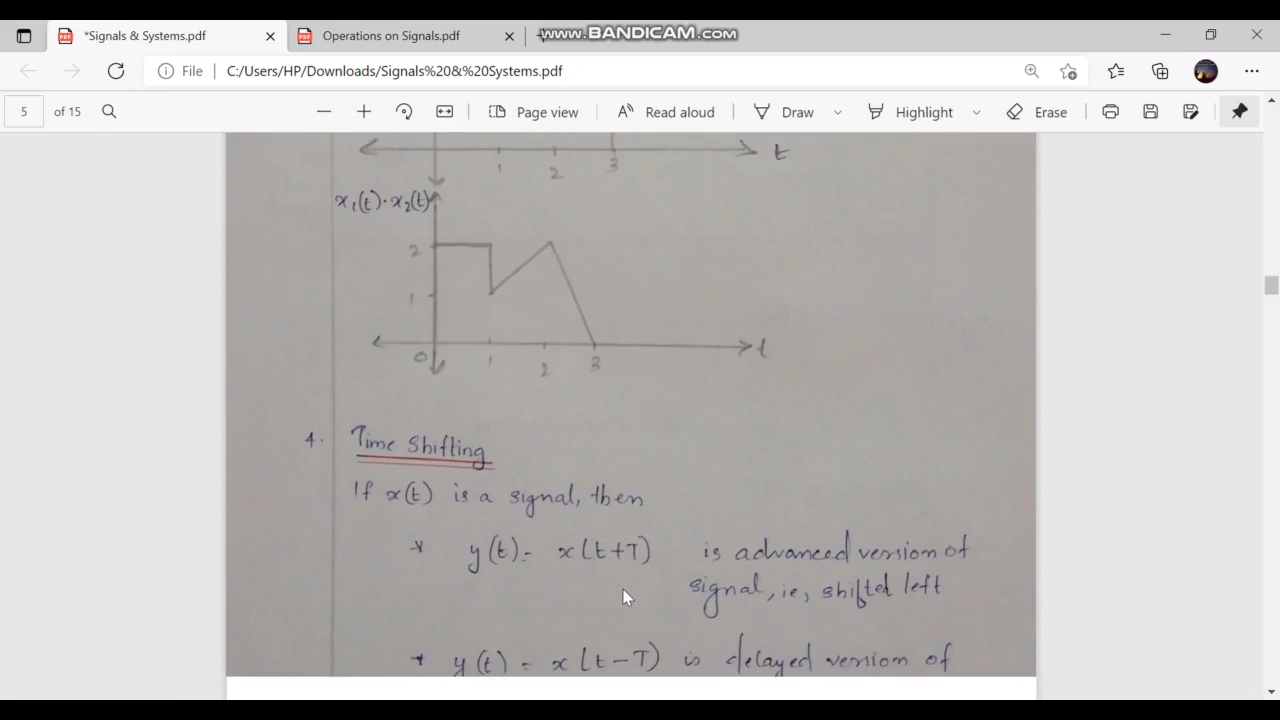 *Signals & Systems.pdf
Operations on Signals.pdf
www.BANDICAM.com
File
C:/Users/HP/Downloads/Signals%20&%20Systems.pdf
5 of 15
Page view
Read aloud
Draw
Highlight
Erase
1 2 3 t
x₁(t)·x₂(t)
2
1
0 1 2 3 t
4. Time Shifting
If x(t) is a signal, then
* y(t) = x(t+T) is advanced version of
signal, ie, shifted left
* y(t) = x(t-T) is delayed version of